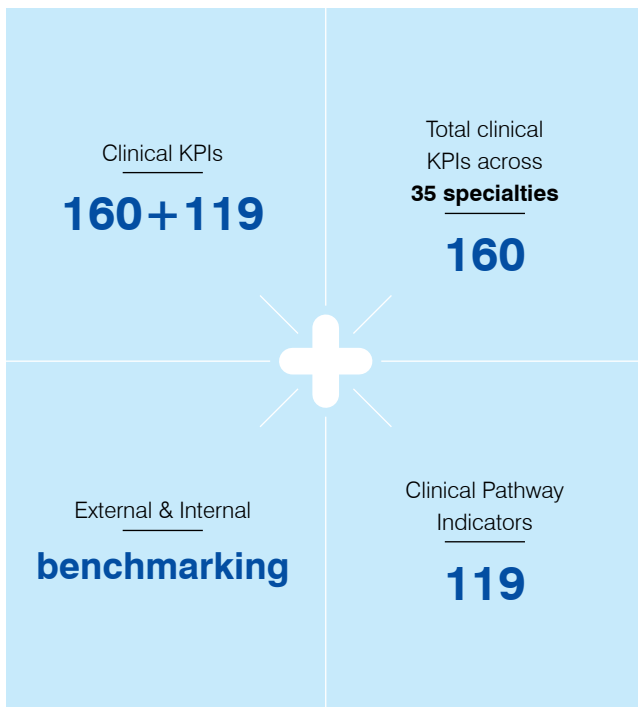 Clinical KPIs
160+119
Total clinical
KPIs across
35 specialties
160
External & Internal
benchmarking
Clinical Pathway
Indicators
119